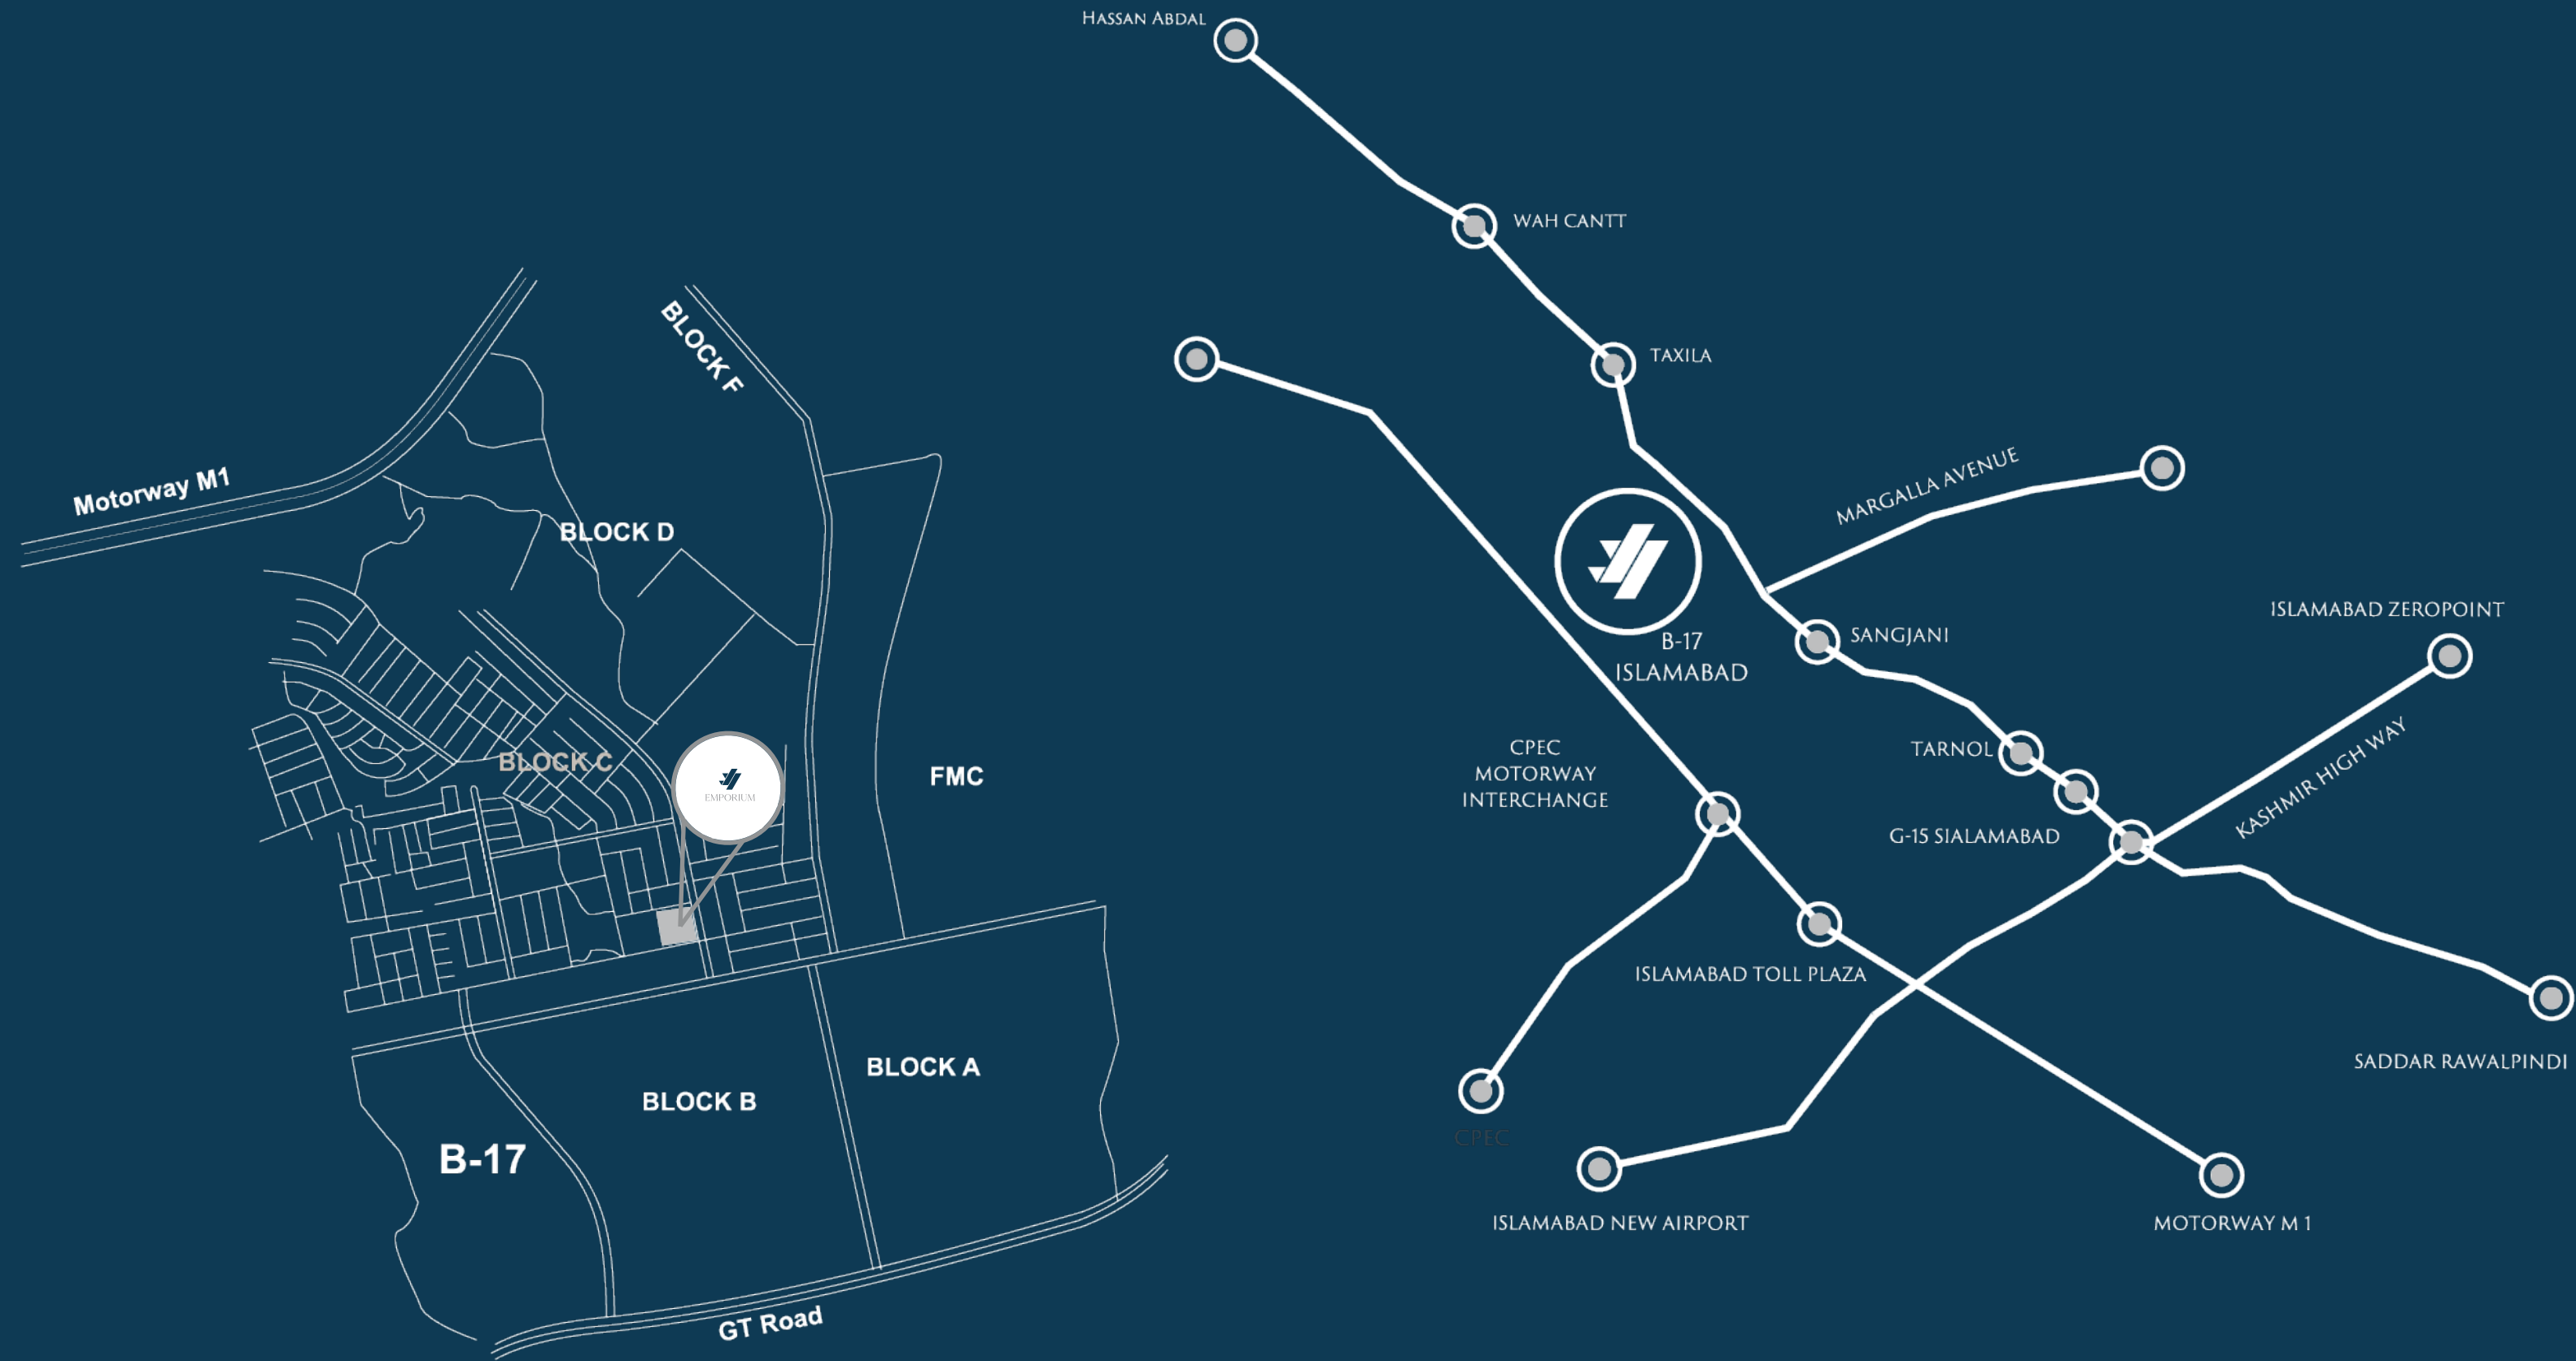 Motorway M1
BLOCK F
BLOCK D
BLOCK C
EMPORIUM
FMC
BLOCK A
BLOCK B
B-17
GT Road
HASSAN ABDAL
WAH CANTT
TAXILA
MARGALLA AVENUE
B-17
ISLAMABAD
SANGJANI
ISLAMABAD ZEROPOINT
TARNOL
KASHMIR HIGH WAY
CPEC
MOTORWAY
INTERCHANGE
G-15 SIALAMABAD
ISLAMABAD TOLL PLAZA
SADDAR RAWALPINDI
CPEC
ISLAMABAD NEW AIRPORT
MOTORWAY M 1